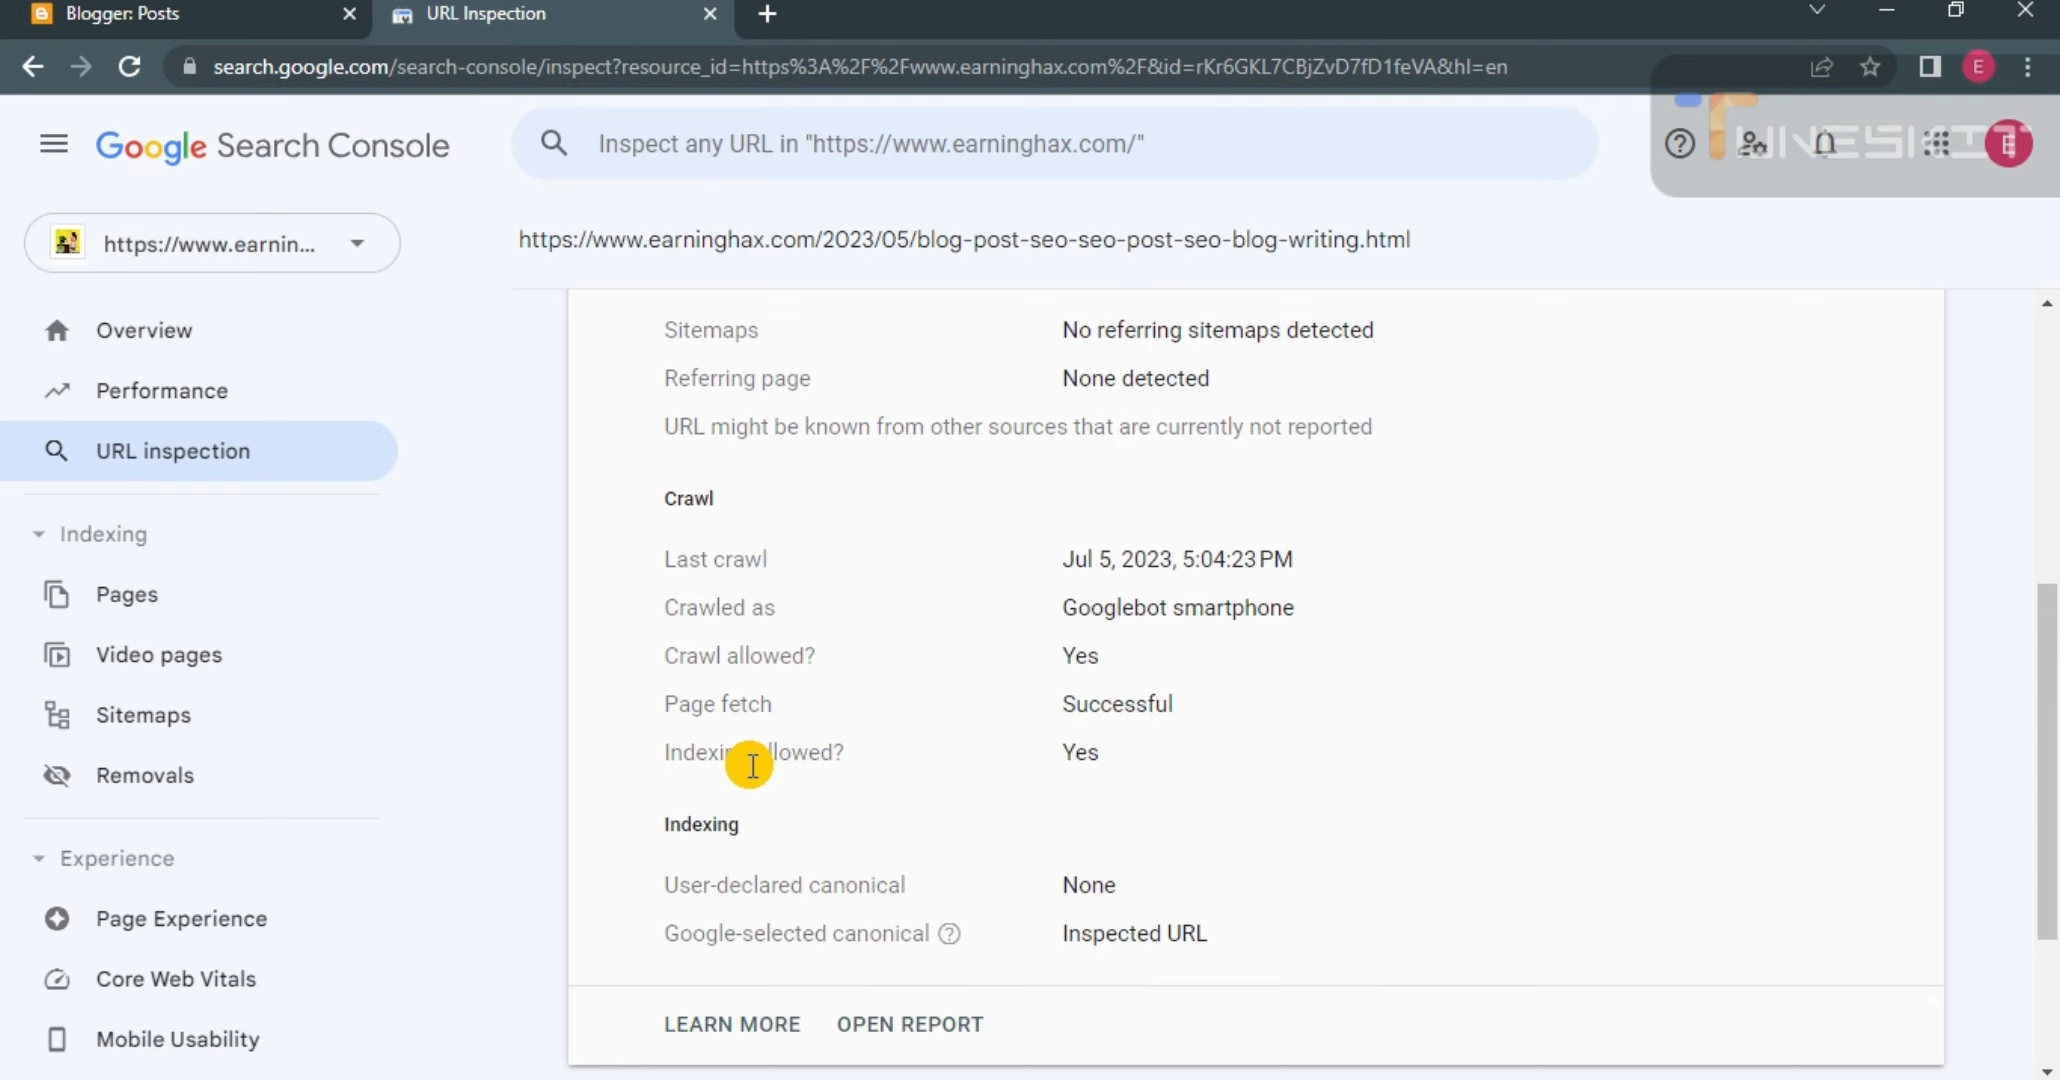 Blogger: Posts
URL Inspection
search.google.com/search-console/inspect?resource_id=https%3A%2F%2Fwww.earninghax.com%2F&id=rKr6GKL7CBjZvD7fD1feVA&hl=en
E
Google Search Console
Inspect any URL in "https://www.earninghax.com/"
E
https://www.earnin...
https://www.earninghax.com/2023/05/blog-post-seo-seo-post-seo-blog-writing.html
Overview
Performance
URL inspection
Indexing
Pages
Video pages
Sitemaps
Removals
Experience
Page Experience
Core Web Vitals
Mobile Usability
Sitemaps No referring sitemaps detected
Referring page None detected
URL might be known from other sources that are currently not reported
Crawl
Last crawl Jul 5, 2023, 5:04:23 PM
Crawled as Googlebot smartphone
Crawl allowed? Yes
Page fetch Successful
Yes
Indexing
User-declared canonical None
Google-selected canonical Inspected URL
LEARN MORE OPEN REPORT